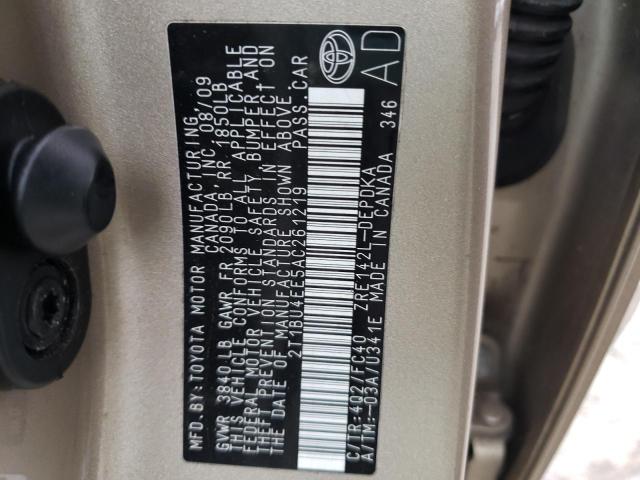 MFD. BY: TOYOTA MOTOR MANUFACTURING,
CANADA, INC. 08/09
GVWR 3840LB GAWR FR 2090LB, RR 1850LB
THIS VEHICLE CONFORMS TO ALL APPLICABLE
FEDERAL MOTOR VEHICLE SAFETY, BUMPER, AND
THEFT PREVENTION STANDARDS IN EFFECT ON
THE DATE OF MANUFACTURE SHOWN ABOVE.
2T1BU4EE5AC261219 PASS. CAR
C/TR:4Q2/FC40 ZRE142L-DEPDKA
A/TM:-03A/U341E MADE IN CANADA 346
AD